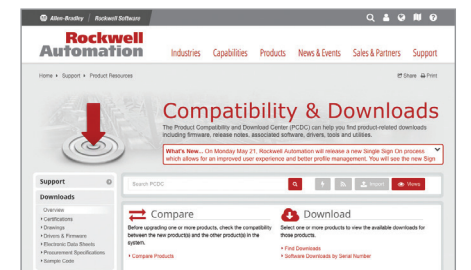 Allen-Bradley | Rockwell Software
Rockwell
Automation
Industries Capabilities Products News & Events Sales & Partners Support
Home › Support › Product Resources
Share Print
Compatibility & Downloads
The Product Compatibility and Download Center (PCDC) can help you find product-related downloads
including firmware, release notes, associated software, drivers, tools and utilities.
What's New... On Monday May 21, Rockwell Automation will release a new Single Sign On process
which allows for an improved user experience and better profile management. You will see the new Sign
Support
Downloads
Overview
Certifications
Drawings
Drivers & Firmware
Electronic Data Sheets
Procurement Specifications
Sample Code
Search PCDC
Import
Views
Compare
Before upgrading one or more products, check the compatibility
between the new product(s) and the other product(s) in the
system.
Compare Products
Download
Select one or more products to view the available downloads for
those products.
Find Downloads
Software Downloads by Serial Number